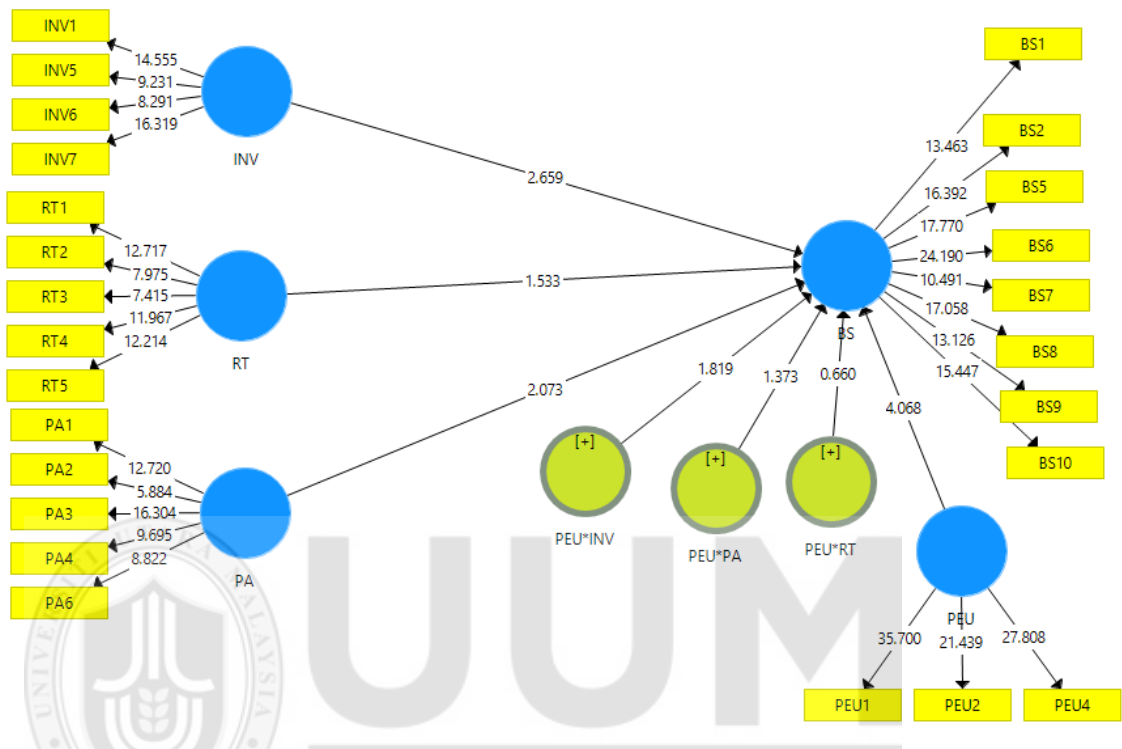 INV1
INV5
INV6
INV7
14.555
9.231
8.291
16.319
INV
RT1
RT2
RT3
RT4
RT5
12.717
7.975
7.415
11.967
12.214
RT
PA1
PA2
PA3
PA4
PA6
12.720
5.884
16.304
9.695
8.822
PA
2.659
1.533
2.073
1.819
1.373
0.660
4.068
[+]
PEU*INV
[+]
PEU*PA
[+]
PEU*RT
BS
13.463
16.392
17.770
24.190
10.491
17.058
13.126
15.447
BS1
BS2
BS5
BS6
BS7
BS8
BS9
BS10
PEU
35.700
21.439
27.808
PEU1
PEU2
PEU4
UUM